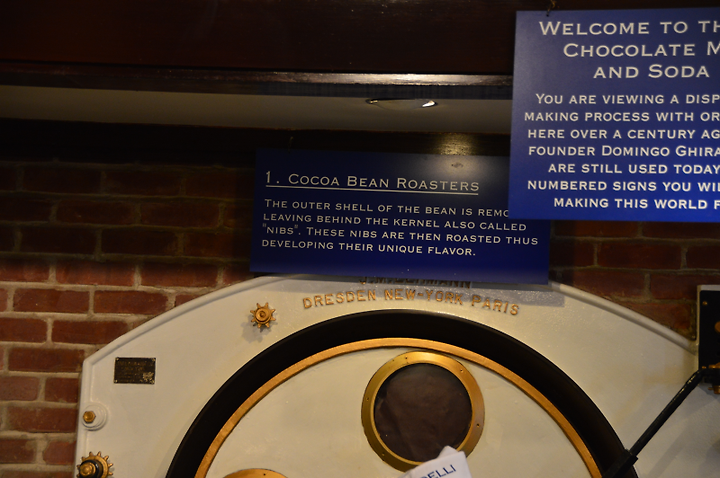 WELCOME TO TH
CHOCOLATE M
AND SODA
YOU ARE VIEWING A DISP
MAKING PROCESS WITH OR
HERE OVER A CENTURY AG
FOUNDER DOMINGO GHIRA
ARE STILL USED TODAY
NUMBERED SIGNS YOU WIL
MAKING THIS WORLD F
1. COCOA BEAN ROASTERS
THE OUTER SHELL OF THE BEAN IS REMO
LEAVING BEHIND THE KERNEL ALSO CALLED
"NIBS". THESE NIBS ARE THEN ROASTED THUS
DEVELOPING THEIR UNIQUE FLAVOR.
DRESDEN NEW-YORK PARIS
ELLI